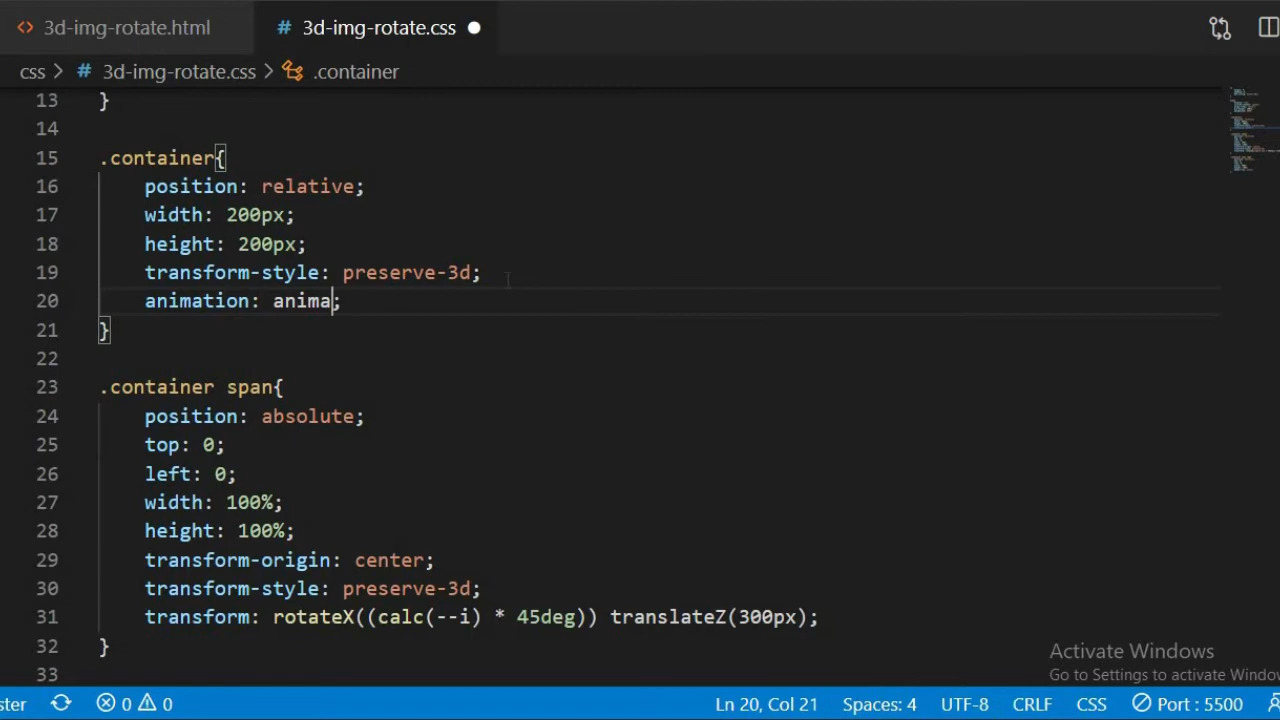 <> 3d-img-rotate.html # 3d-img-rotate.css
css > # 3d-img-rotate.css > .container
13 }
14
15 .container{
16 position: relative;
17 width: 200px;
18 height: 200px;
19 transform-style: preserve-3d;
20 animation: anima;
21 }
22
23 .container span{
24 position: absolute;
25 top: 0;
26 left: 0;
27 width: 100%;
28 height: 100%;
29 transform-origin: center;
30 transform-style: preserve-3d;
31 transform: rotateX((calc(--i) * 45deg)) translateZ(300px);
32 }
33
Activate Windows
Go to Settings to activate Window
ster 0 0 Ln 20, Col 21 Spaces: 4 UTF-8 CRLF CSS Port : 5500